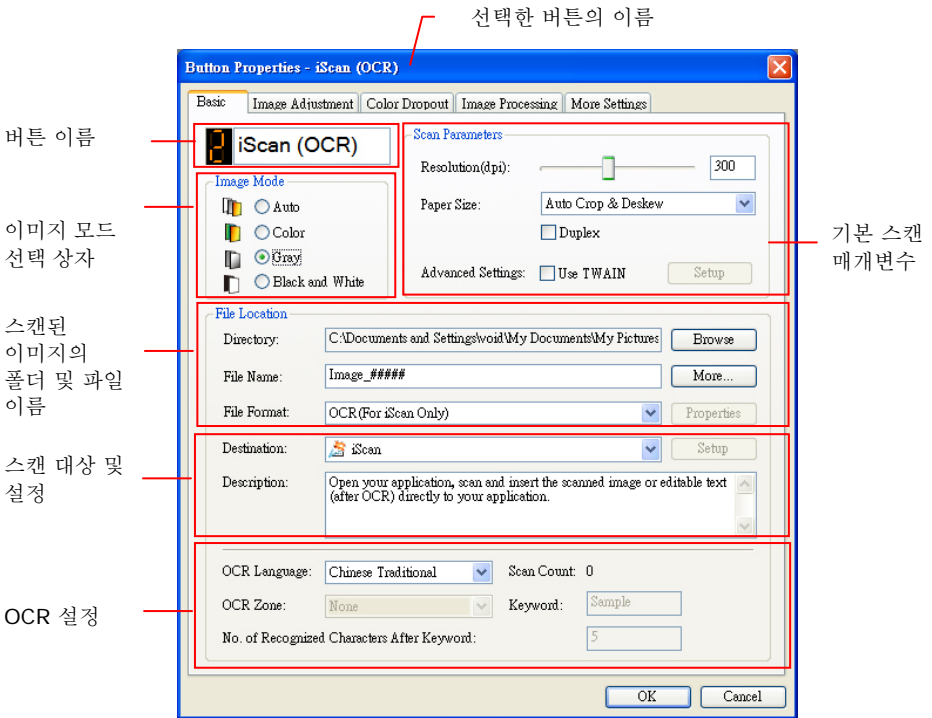 선택한 버튼의 이름
Button Properties - iScan (OCR)
Basic Image Adjustment Color Dropout Image Processing More Settings
버튼 이름
2 iScan (OCR)
이미지 모드
선택 상자
Image Mode
Auto
Color
Gray
Black and White
Scan Parameters
Resolution(dpi): 300
Paper Size: Auto Crop & Deskew
Duplex
Advanced Settings: Use TWAIN Setup
기본 스캔
매개변수
스캔된
이미지의
폴더 및 파일
이름
File Location
Directory: C:\Documents and Settings\void\My Documents\My Pictures Browse
File Name: Image_##### More...
File Format: OCR(For iScan Only) Properties
스캔 대상 및
설정
Destination: iScan Setup
Description: Open your application, scan and insert the scanned image or editable text
(after OCR) directly to your application.
OCR 설정
OCR Language: Chinese Traditional Scan Count: 0
OCR Zone: None Keyword: Sample
No. of Recognized Characters After Keyword: 5
OK Cancel